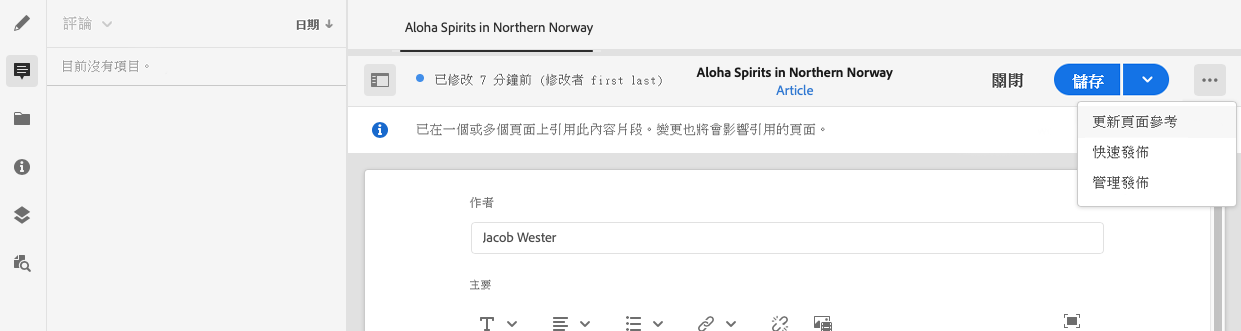 評論
日期
目前沒有項目。
Aloha Spirits in Northern Norway
已修改 7 分鐘前 (修改者 first last)
Aloha Spirits in Northern Norway
Article
關閉
儲存
更新頁面參考
快速發佈
管理發佈
已在一個或多個頁面上引用此內容片段。變更也將會影響引用的頁面。
作者
Jacob Wester
主要